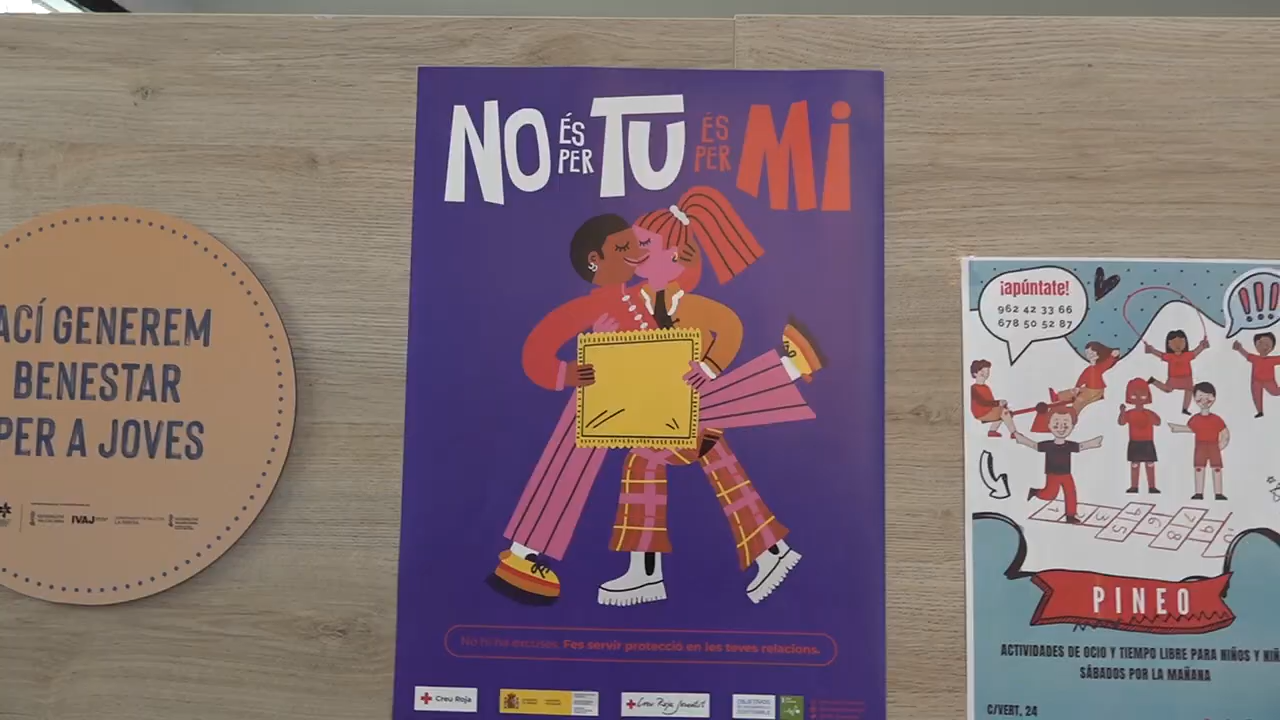 ACÍ GENEREM
BENESTAR
PER A JOVES
IVAJ
NO ÉS PER TU ÉS PER Mi
No hi ha excuses. Fes servir protecció en les teves relacions.
Creu Roja
Creu Roja Joventut
¡apúntate!
962 42 33 66
678 50 52 87
!!!
PINEO
ACTIVIDADES DE OCIO Y TIEMPO LIBRE PARA NIÑOS Y
SÁBADOS POR LA MAÑANA
C/VERT, 24